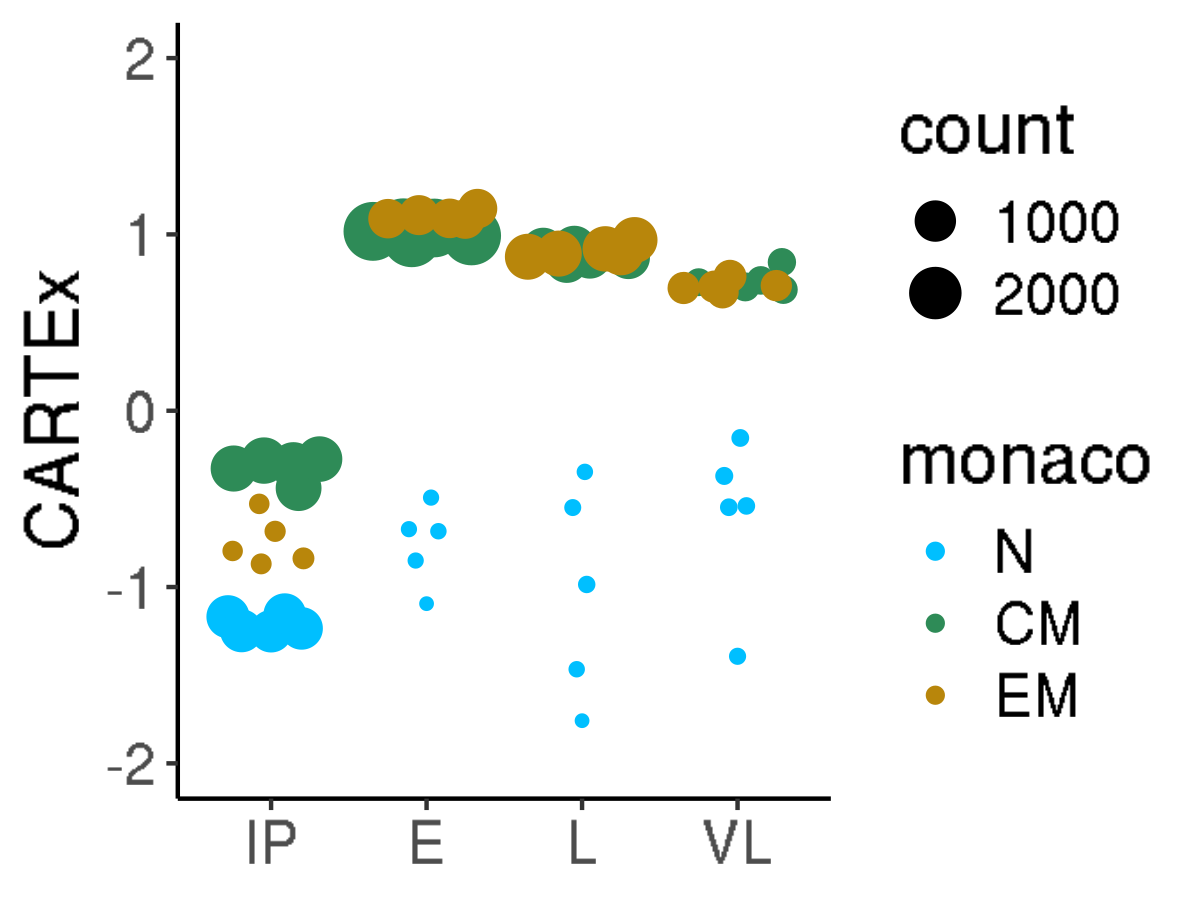 CARTEx
2
1
0
-1
-2
IP E L VL
count
1000
2000
monaco
N
CM
EM